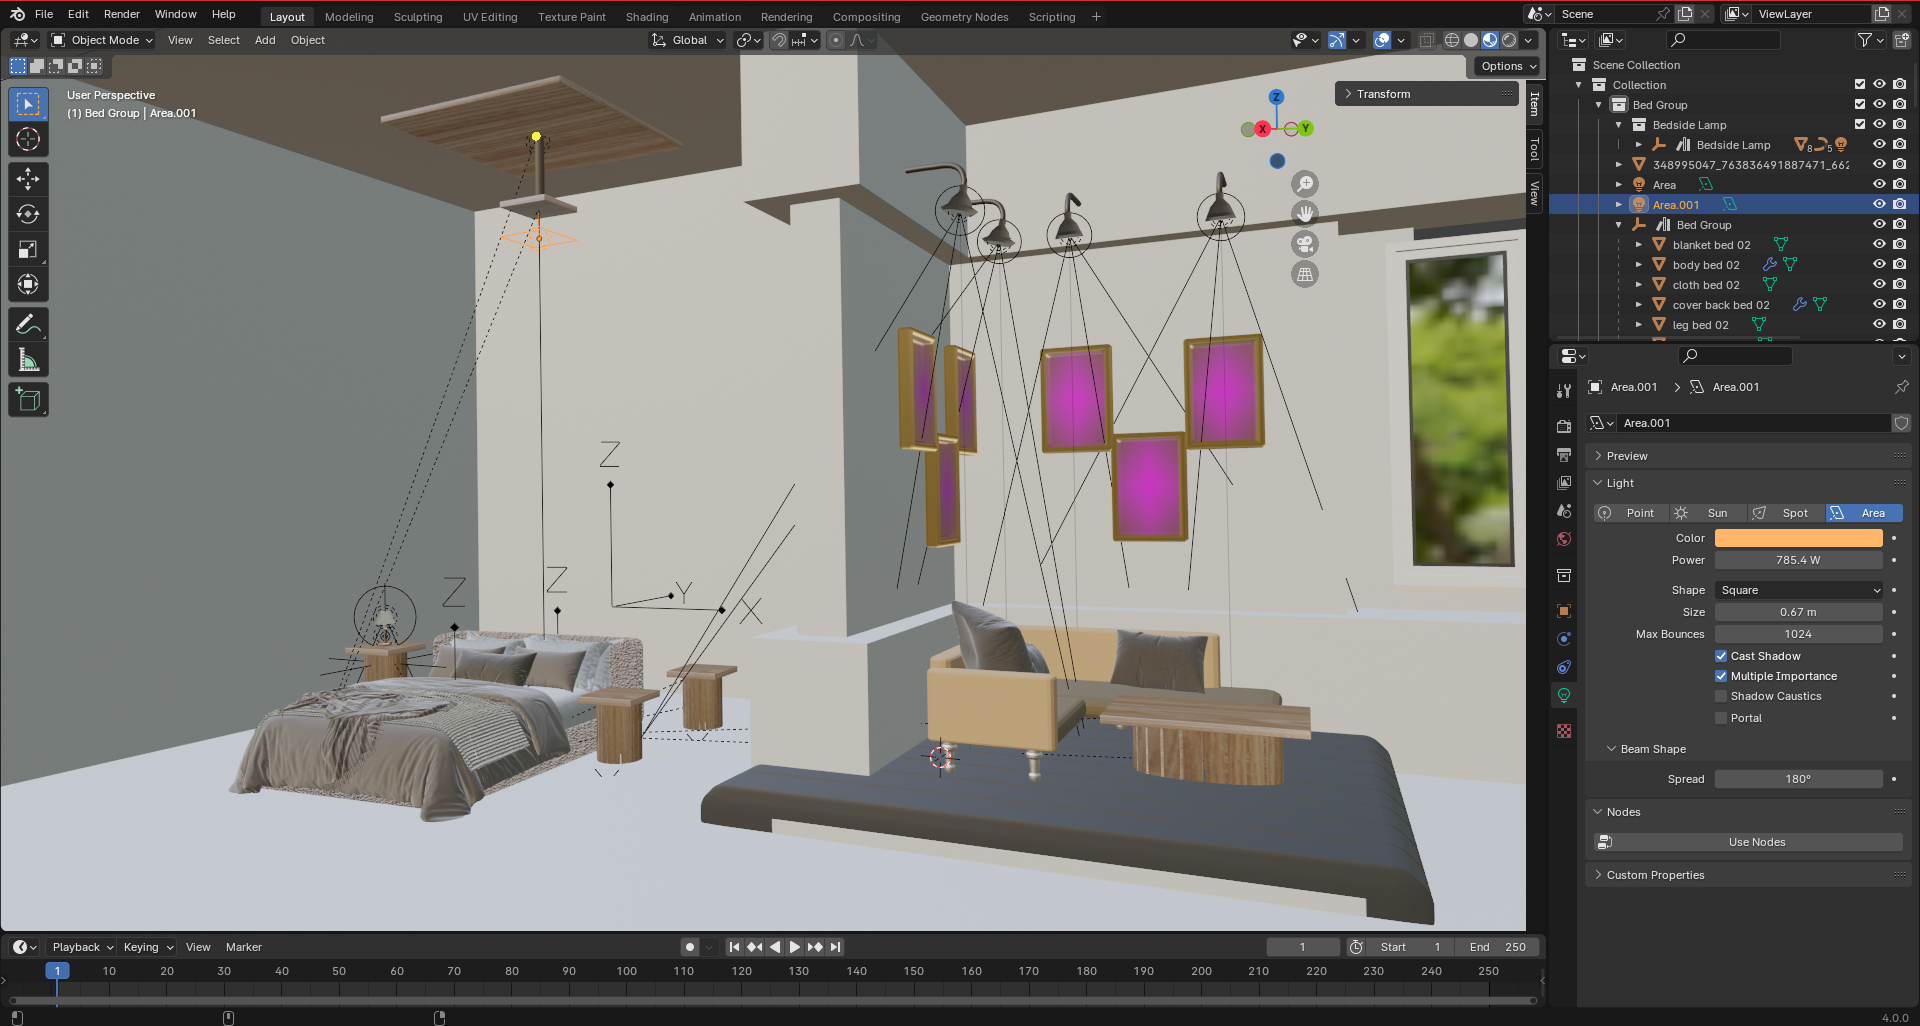 File Edit Render Window Help Layout Modeling Sculpting UV Editing Texture Paint Shading Animation Rendering Compositing Geometry Nodes Scripting + Scene ViewLayer
Object Mode View Select Add Object Global
Options
User Perspective
(1) Bed Group | Area.001
Transform
Item
Tool
View
Z
X
Y
Z
Z
Z
Y
X
Scene Collection
Collection
Bed Group
Bedside Lamp
Bedside Lamp 8 5
348995047_763836491887471_662
Area
Area.001
Bed Group
blanket bed 02
body bed 02
cloth bed 02
cover back bed 02
leg bed 02
Area.001 > Area.001
Area.001
Preview
Light
Point Sun Spot Area
Color
Power 785.4 W
Shape Square
Size 0.67 m
Max Bounces 1024
Cast Shadow
Multiple Importance
Shadow Caustics
Portal
Beam Shape
Spread 180°
Nodes
Use Nodes
Custom Properties
Playback Keying View Marker 1 Start 1 End 250
1 10 20 30 40 50 60 70 80 90 100 110 120 130 140 150 160 170 180 190 200 210 220 230 240 250
4.0.0